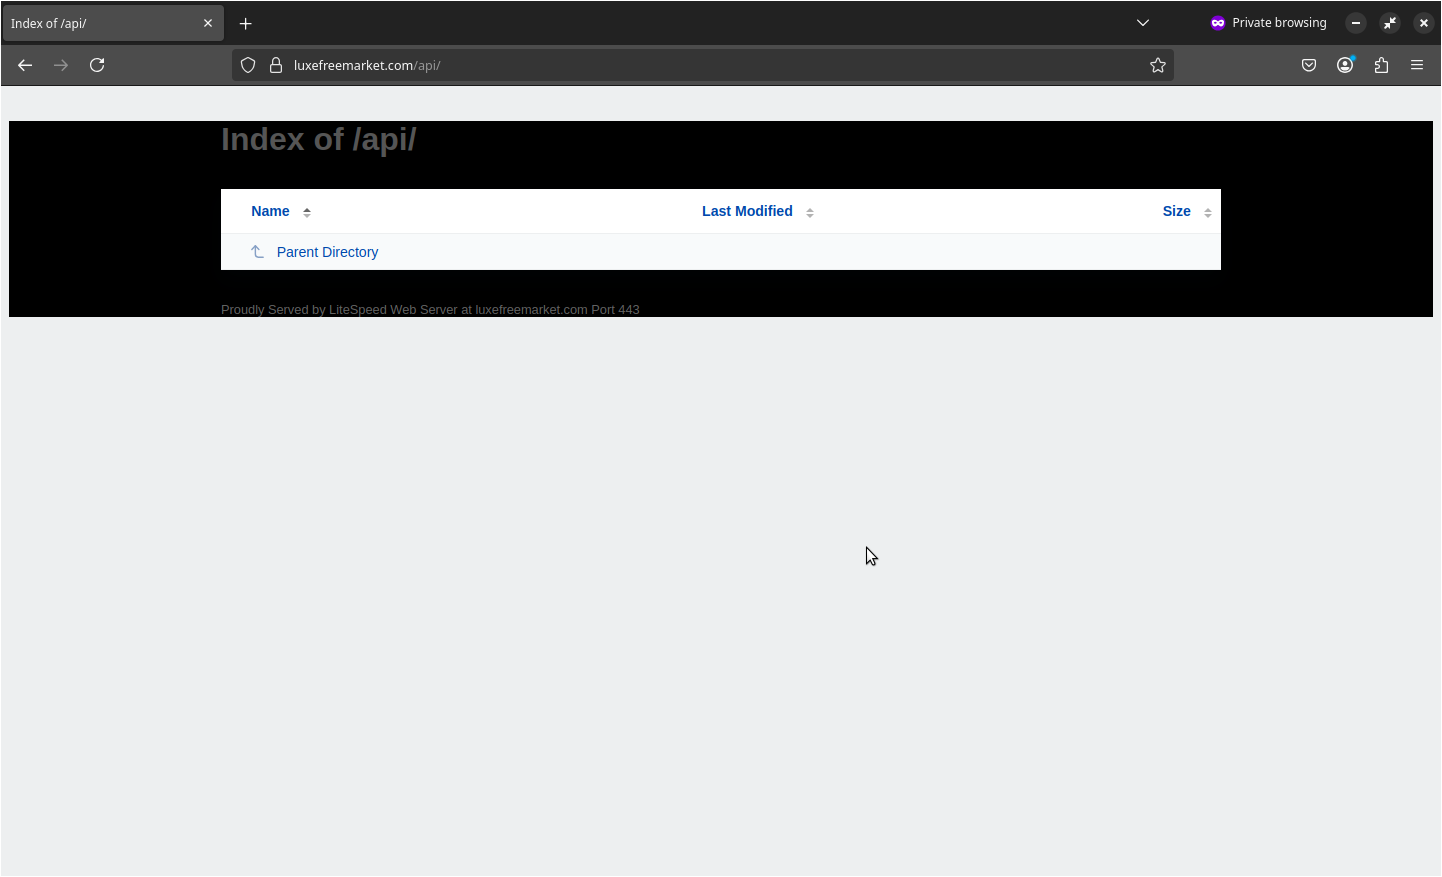 Index of /api/
Private browsing
luxefreemarket.com/api/
Index of /api/
Name Last Modified Size
Parent Directory
Proudly Served by LiteSpeed Web Server at luxefreemarket.com Port 443